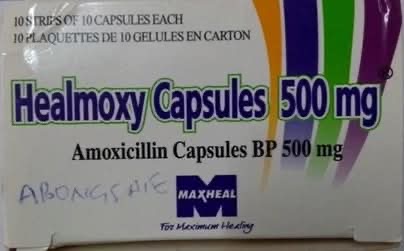 10 STRIPS OF 10 CAPSULES EACH
10 PLAQUETTES DE 10 GELULES EN CARTON
Healmoxy Capsules 500 mg ®
Amoxicillin Capsules BP 500 mg
MAXHEAL
For Maximum Healing